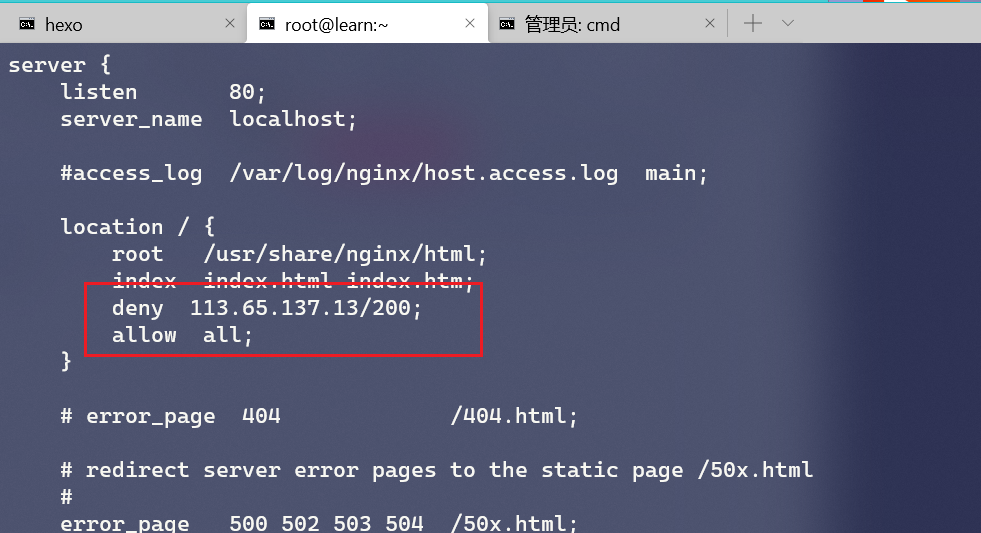 hexo
root@learn:~
管理员: cmd
server {
    listen       80;
    server_name  localhost;
    #access_log  /var/log/nginx/host.access.log  main;
    location / {
        root   /usr/share/nginx/html;
        index  index.html index.htm;
        deny  113.65.137.13/200;
        allow  all;
    }
    # error_page  404                /404.html;
    # redirect server error pages to the static page /50x.html
    #
    error_page   500 502 503 504  /50x.html;